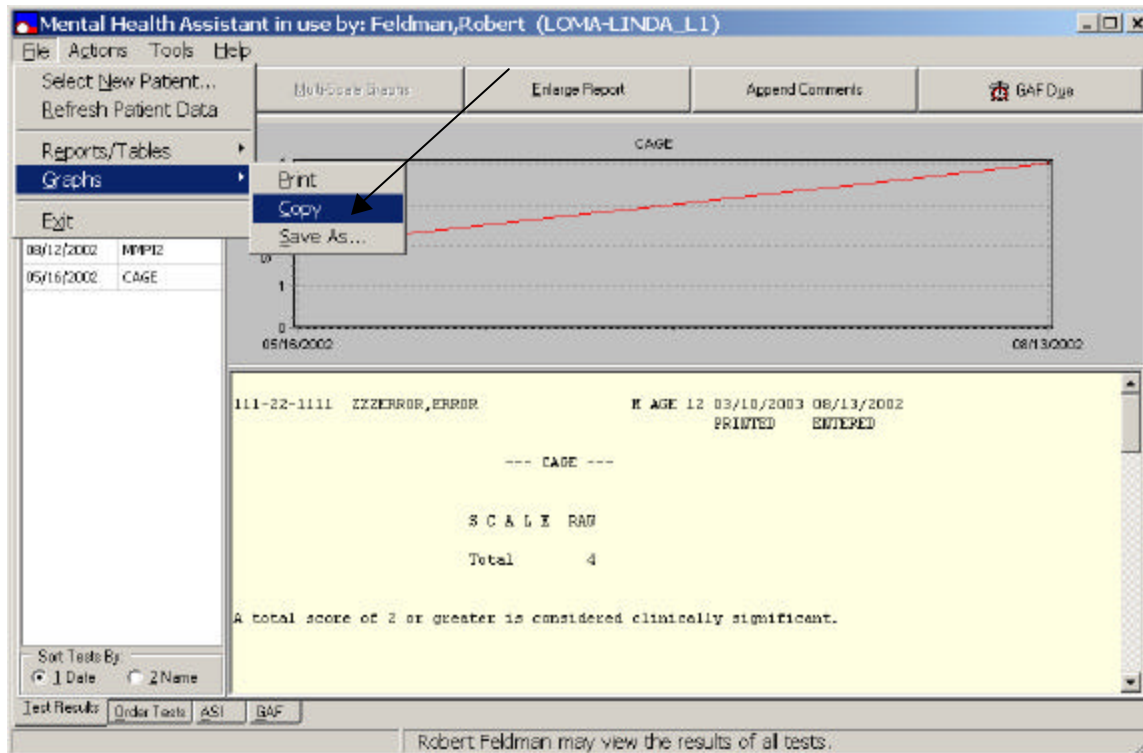 Mental Health Assistant in use by: Feldman,Robert (LOMA-LINDA_L1)
File Actions Tools Help
Select New Patient...
Refresh Patient Data
Reports/Tables
Graphs
Exit
Print
Copy
Save As...
Multi-Scale Graphs Enlarge Report Append Comments GAF Due
CAGE
1
0
05/16/2002 08/13/2002
08/12/2002 MMPI2
05/16/2002 CAGE
111-22-1111 ZZZERROR,ERROR M AGE 12 03/10/2003 08/13/2002
PRINTED ENTERED
--- CAGE ---
S C A L E RAW
Total 4
A total score of 2 or greater is considered clinically significant.
Sort Tests By:
1 Date 2 Name
Test Results Order Tests ASI GAF
Robert Feldman may view the results of all tests.